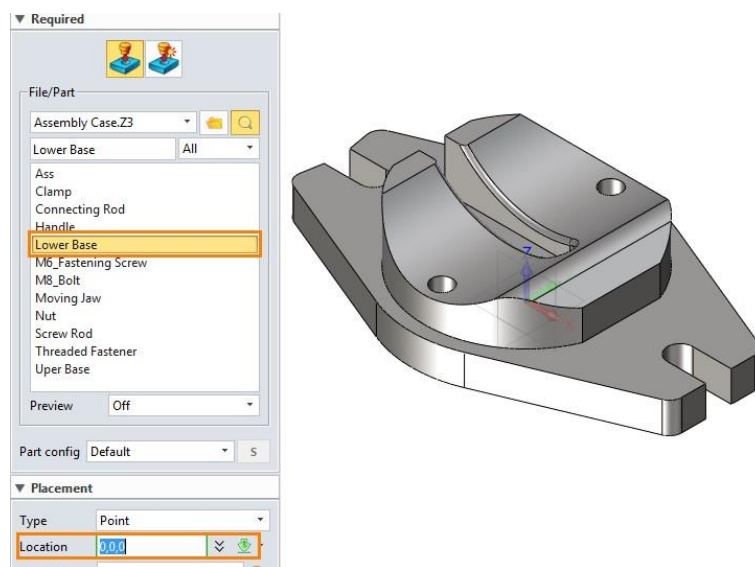 Required
File/Part
Assembly Case.Z3
Lower Base All
Ass
Clamp
Connecting Rod
Handle
Lower Base
M6_Fastening Screw
M8_Bolt
Moving Jaw
Nut
Screw Rod
Threaded Fastener
Uper Base
Preview Off
Part config Default S
Placement
Type Point
Location 0,0,0
Z